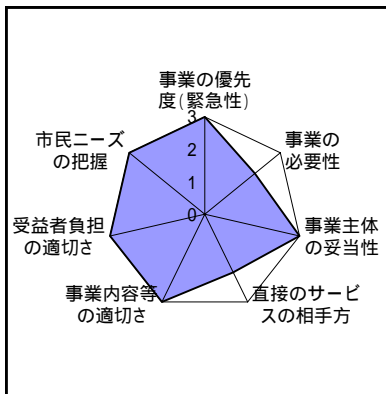 事業の優先
度(緊急性)
事業の
必要性
事業主体
の妥当性
直接のサービ
スの相手方
事業内容等
の適切さ
受益者負担
の適切さ
市民ニーズ
の把握
3
2
1
0